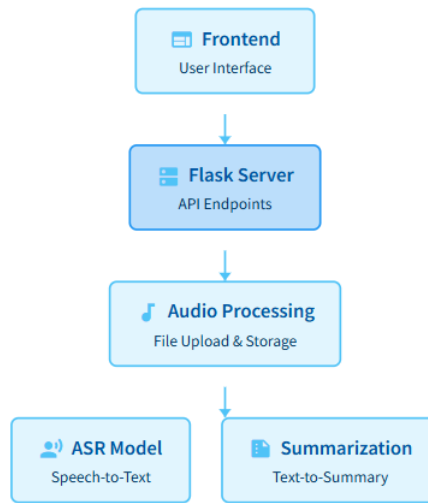 Frontend
User Interface
Flask Server
API Endpoints
Audio Processing
File Upload & Storage
ASR Model
Speech-to-Text
Summarization
Text-to-Summary